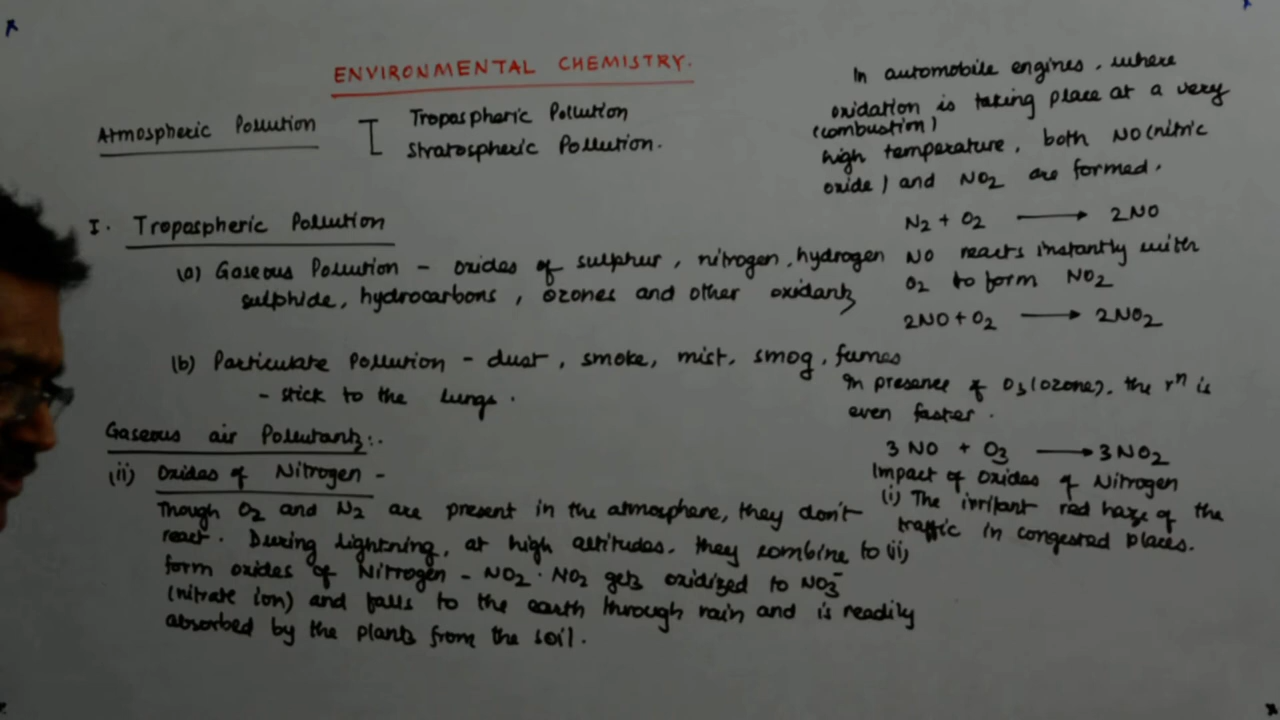 ENVIRONMENTAL CHEMISTRY.
Atmospheric Pollution
Tropospheric Pollution
Stratospheric Pollution.
I. Tropospheric Pollution
(a) Gaseous Pollution - oxides of sulphur, nitrogen, hydrogen
sulphide, hydrocarbons, ozones and other oxidants
(b) Particulate Pollution - dust, smoke, mist, smog, fumes
- stick to the lungs.
Gaseous air Pollutants:.
(ii) Oxides of Nitrogen -
Though O2 and N2 are present in the atmosphere, they don't
react. During lightning, at high altitudes, they combine to
form oxides of Nitrogen - NO2. NO2 gets oxidized to NO3-
(nitrate ion) and falls to the earth through rain and is readily
absorbed by the plants from the soil.
In automobile engines, where
oxidation is taking place at a very
(combustion)
high temperature, both NO (nitric
oxide) and NO2 are formed.
N2 + O2 → 2NO
NO reacts instantly with
O2 to form NO2
2NO + O2 → 2NO2
In presence of O3 (ozone), the rn is
even faster.
3 NO + O3 → 3 NO2
Impact of Oxides of Nitrogen
(i) The irritant red haze of the
traffic in congested places.
(ii)